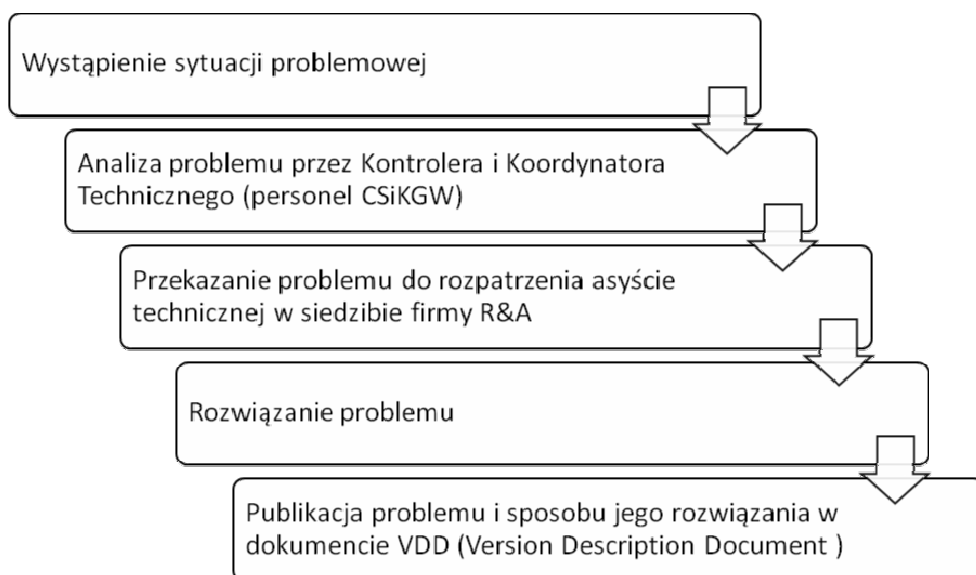 Wystąpienie sytuacji problemowej
Analiza problemu przez Kontrolera i Koordynatora
Technicznego (personel CSiKGW)
Przekazanie problemu do rozpatrzenia asyście
technicznej w siedzibie firmy R&A
Rozwiązanie problemu
Publikacja problemu i sposobu jego rozwiązania w
dokumencie VDD (Version Description Document )